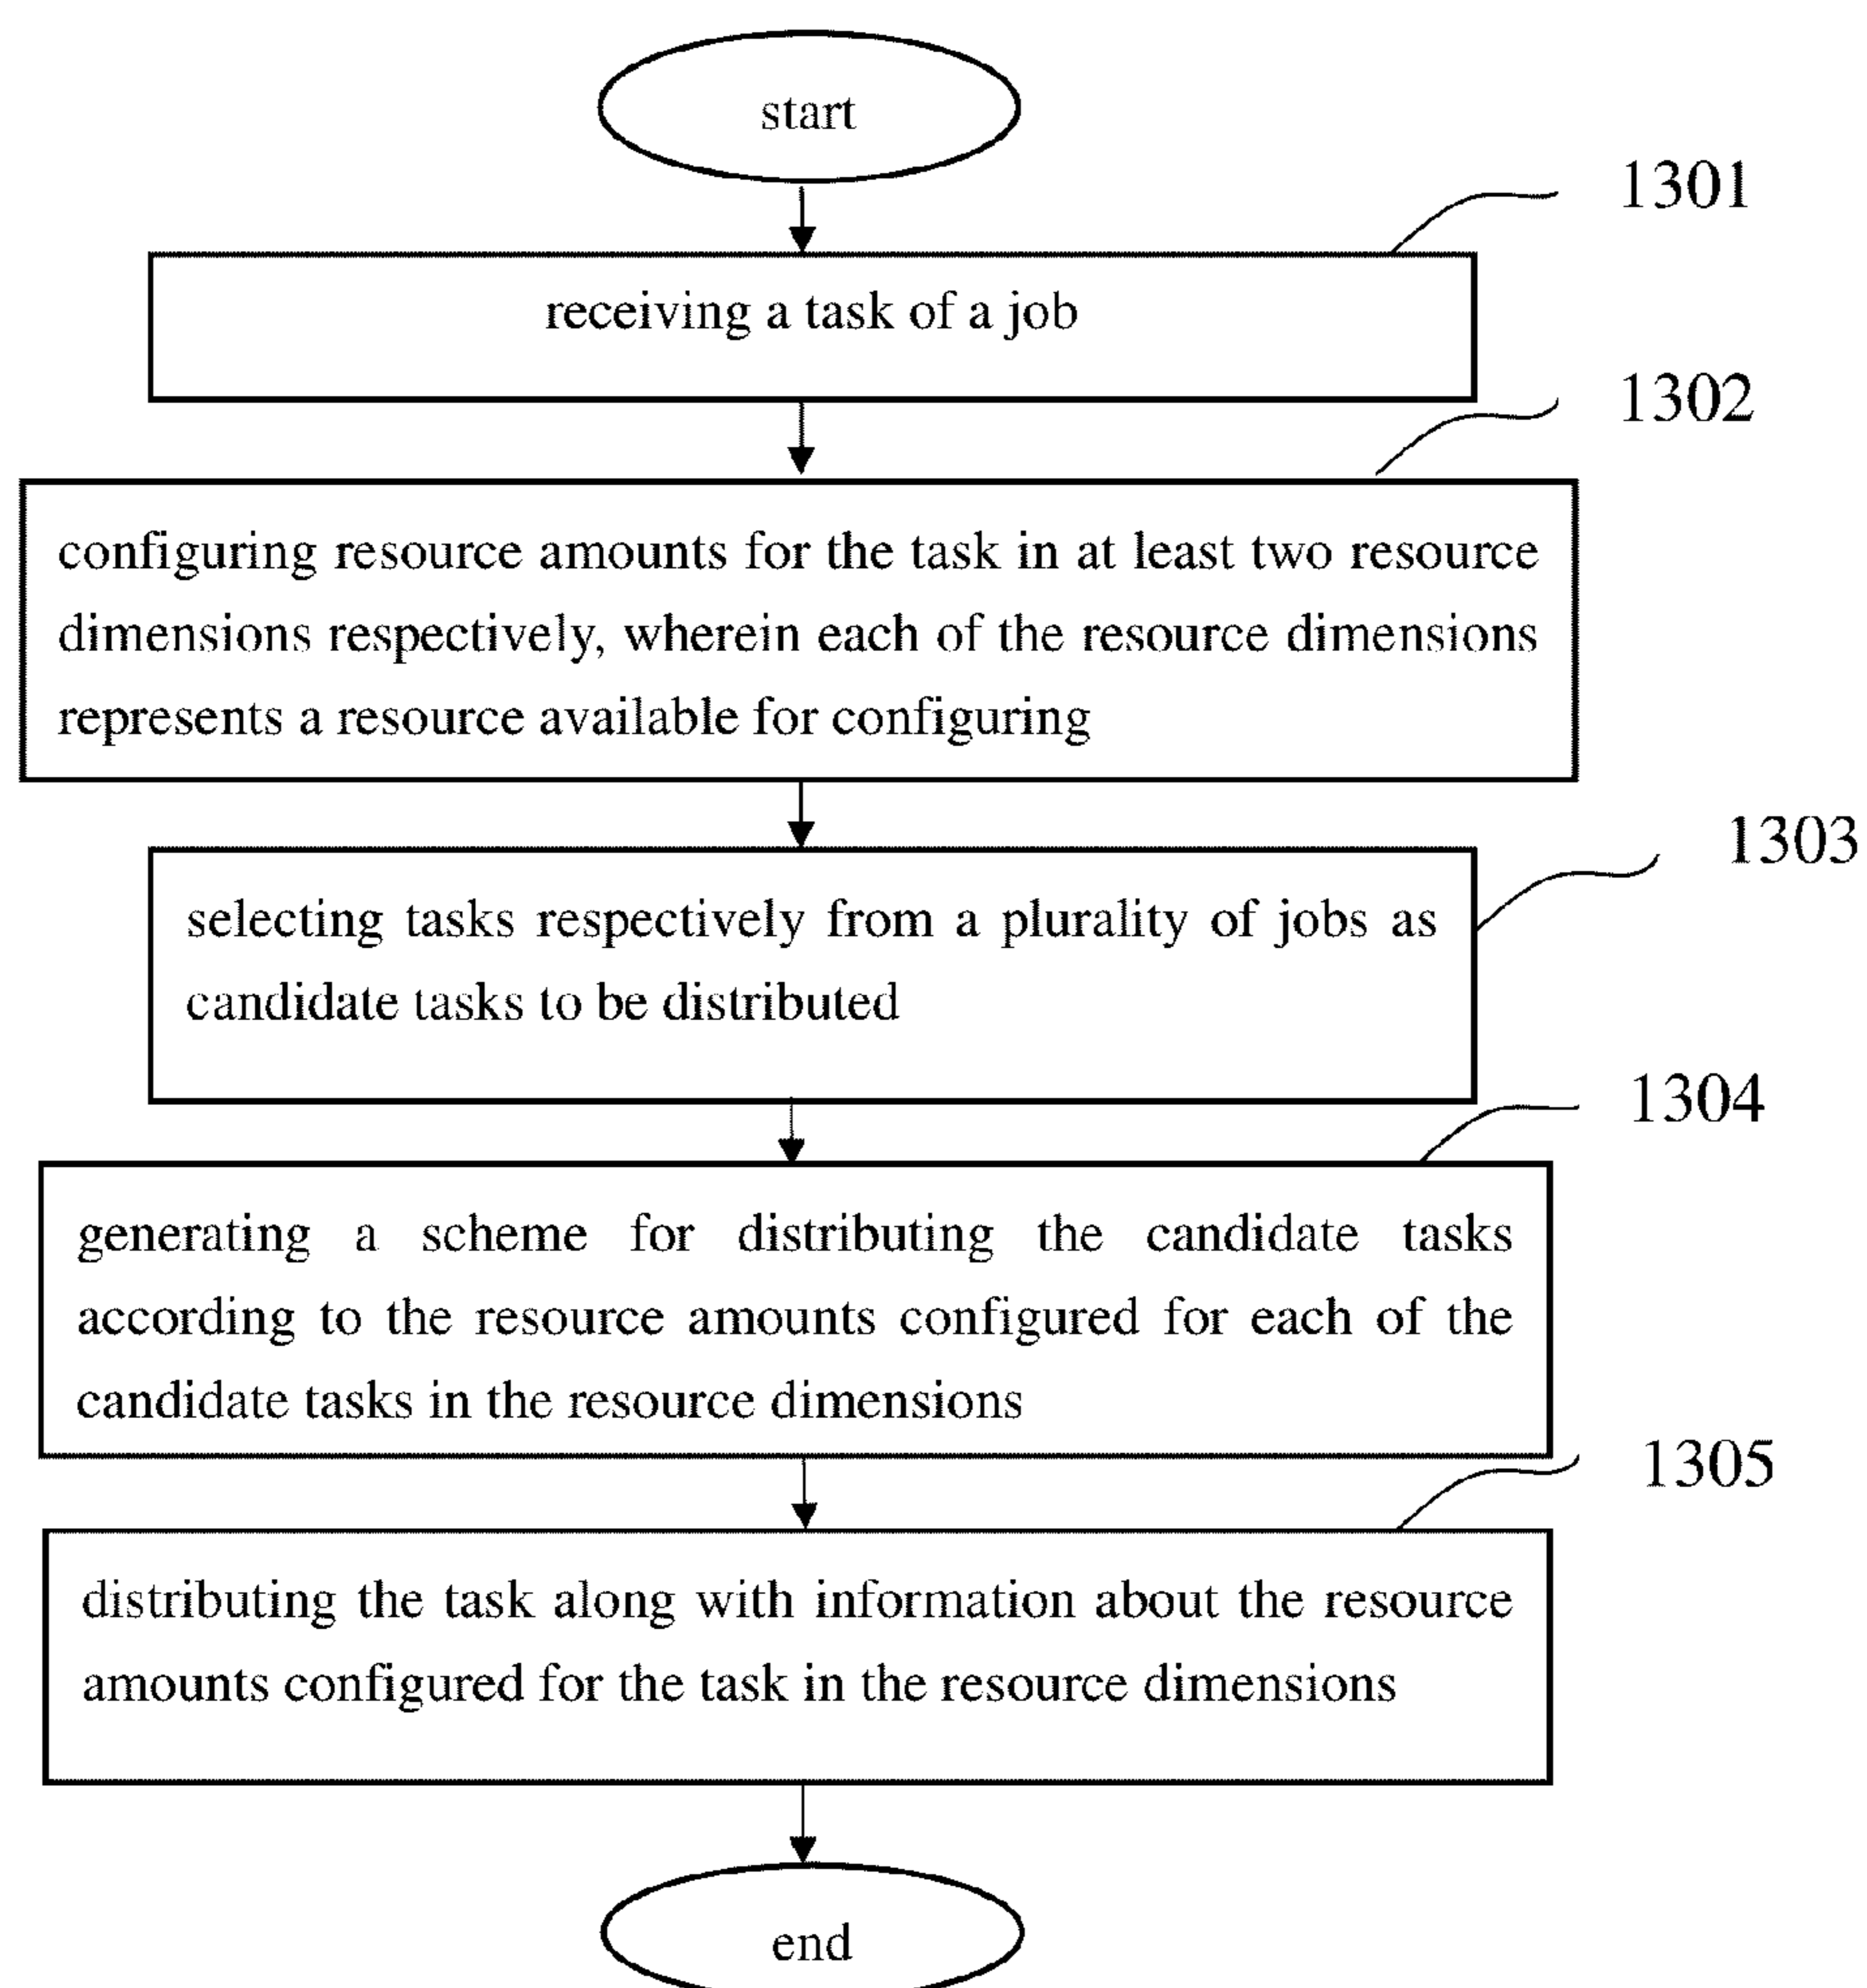 start
1301
receiving a task of a job
1302
configuring resource amounts for the task in at least two resource
dimensions respectively, wherein each of the resource dimensions
represents a resource available for configuring
1303
selecting tasks respectively from a plurality of jobs as
candidate tasks to be distributed
1304
generating a scheme for distributing the candidate tasks
according to the resource amounts configured for each of the
candidate tasks in the resource dimensions
1305
distributing the task along with information about the resource
amounts configured for the task in the resource dimensions
end